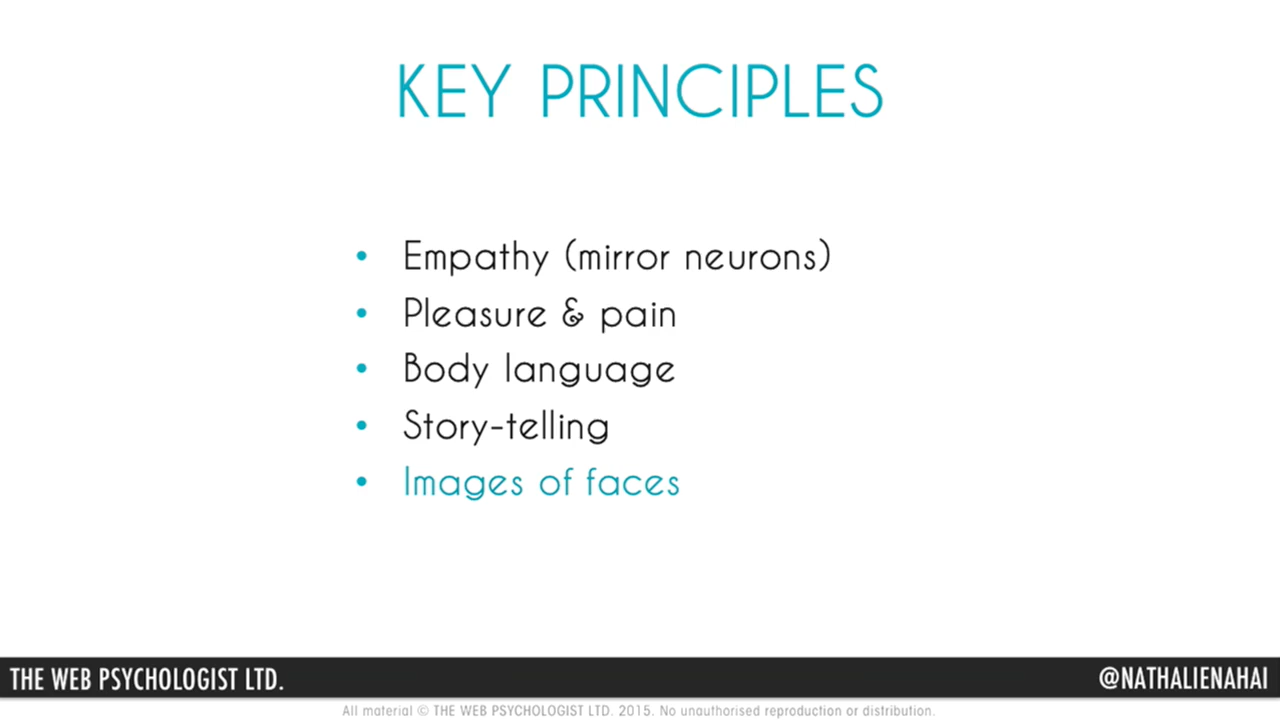 KEY PRINCIPLES
• Empathy (mirror neurons)
• Pleasure & pain
• Body language
• Story-telling
• Images of faces
THE WEB PSYCHOLOGIST LTD.
@NATHALIENAHAI
All material © THE WEB PSYCHOLOGIST LTD. 2015. No unauthorised reproduction or distribution.